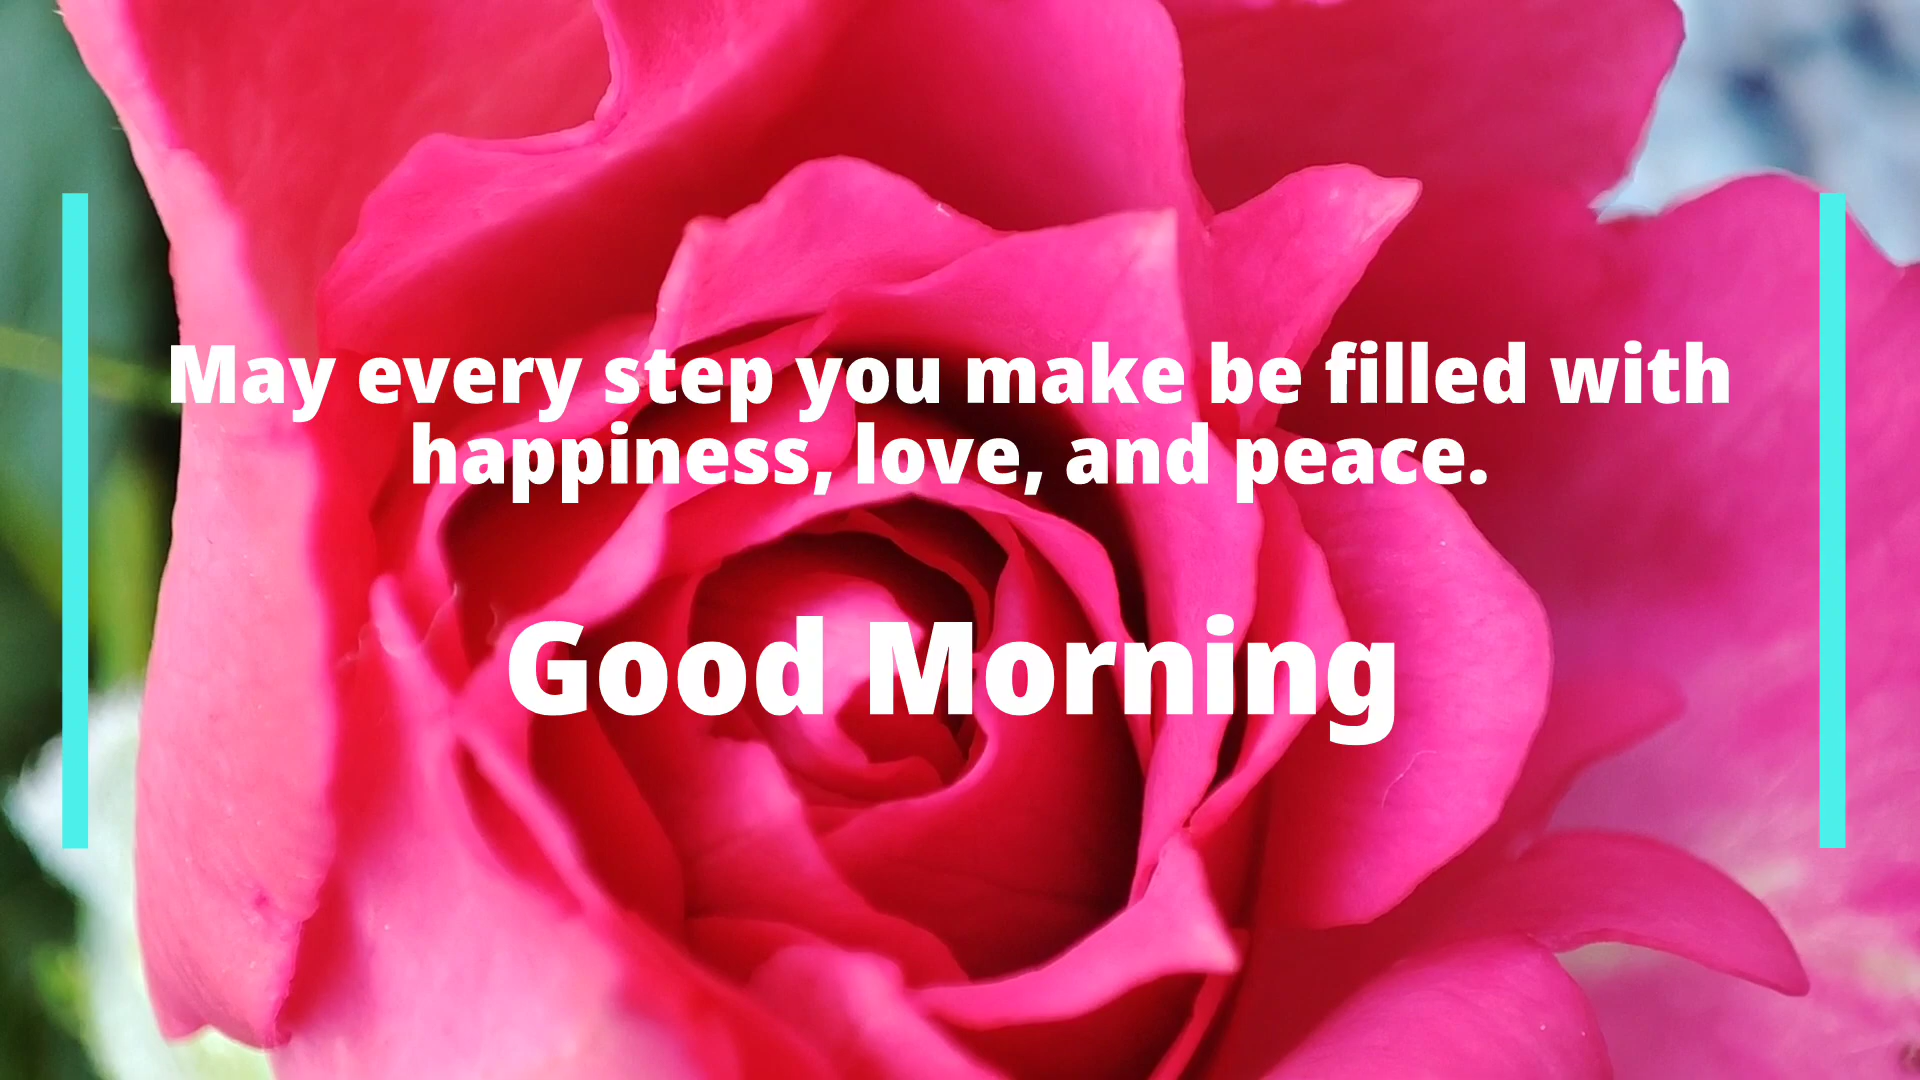 May every step you make be filled with
happiness, love, and peace.
Good Morning